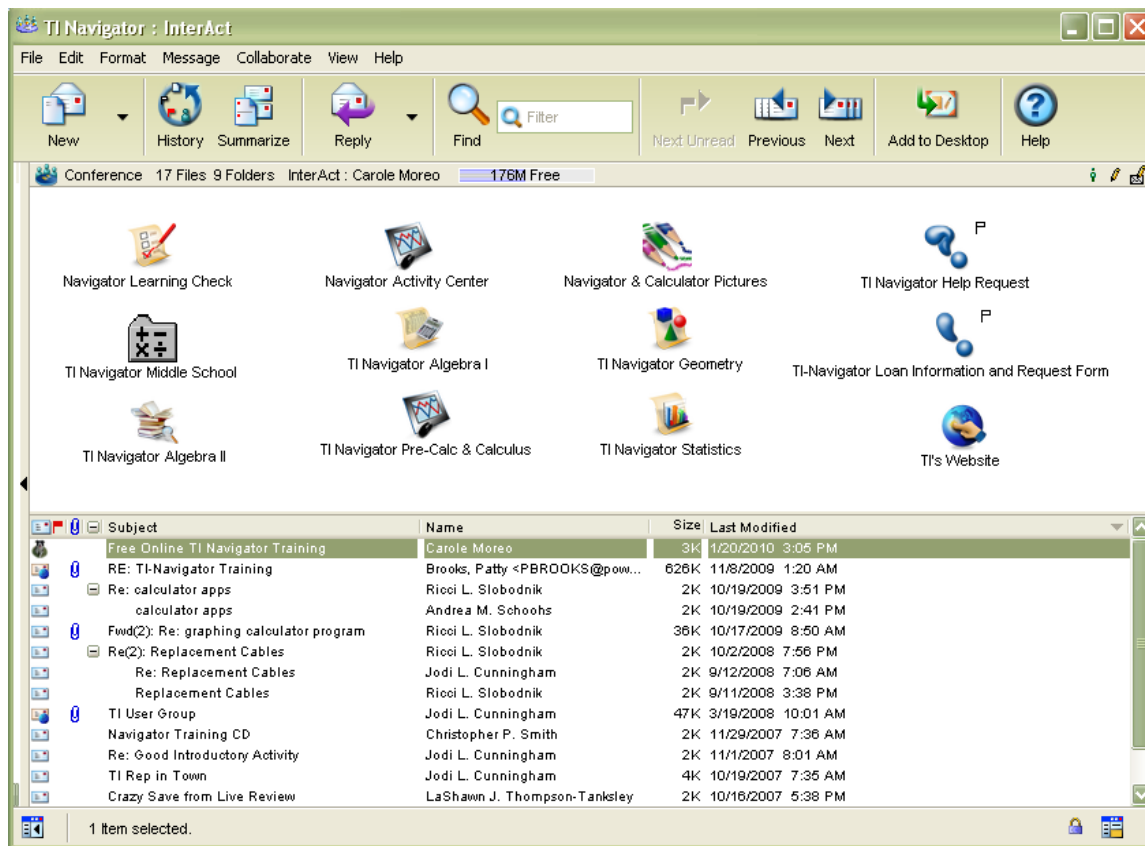 TI Navigator : InterAct
File Edit Format Message Collaborate View Help
New History Summarize Reply Find Filter Next Unread Previous Next Add to Desktop Help
Conference 17 Files 9 Folders InterAct : Carole Moreo 176M Free
Navigator Learning Check Navigator Activity Center Navigator & Calculator Pictures TI Navigator Help Request
TI Navigator Middle School TI Navigator Algebra I TI Navigator Geometry TI-Navigator Loan Information and Request Form
TI Navigator Algebra II TI Navigator Pre-Calc & Calculus TI Navigator Statistics TI's Website
Subject Name Size Last Modified
Free Online TI Navigator Training Carole Moreo 3K 1/20/2010 3:05 PM
RE: TI-Navigator Training Brooks, Patty <PBROOKS@pow... 626K 11/8/2009 1:20 AM
Re: calculator apps Ricci L. Slobodnik 2K 10/19/2009 3:51 PM
calculator apps Andrea M. Schoohs 2K 10/19/2009 2:41 PM
Fwd(2): Re: graphing calculator program Ricci L. Slobodnik 36K 10/17/2009 8:50 AM
Re(2): Replacement Cables Ricci L. Slobodnik 2K 10/2/2008 7:56 PM
Re: Replacement Cables Jodi L. Cunningham 2K 9/12/2008 7:06 AM
Replacement Cables Ricci L. Slobodnik 2K 9/11/2008 3:38 PM
TI User Group Jodi L. Cunningham 47K 3/19/2008 10:01 AM
Navigator Training CD Christopher P. Smith 2K 11/29/2007 7:36 AM
Re: Good Introductory Activity Jodi L. Cunningham 2K 11/1/2007 8:01 AM
TI Rep in Town Jodi L. Cunningham 4K 10/19/2007 7:35 AM
Crazy Save from Live Review LaShawn J. Thompson-Tanksley 2K 10/16/2007 5:38 PM
1 Item selected.